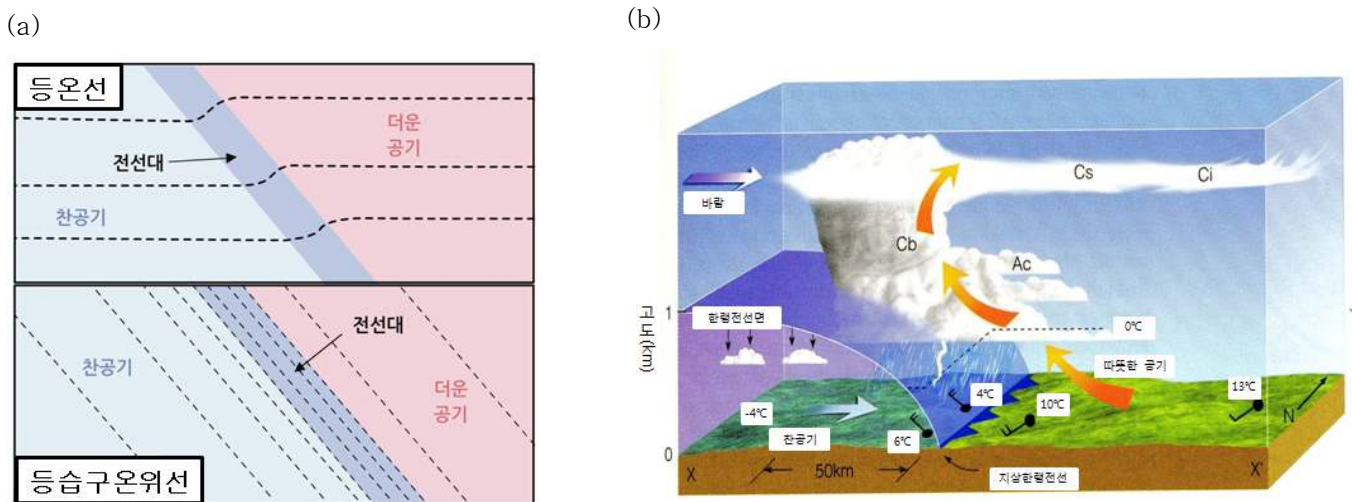 (a)
등온선
더운
공기
전선대
찬공기
전선대
찬공기
더운
공기
등습구온위선
(b)
바람
Cs
Ci
Cb
Ac
1
고도(km)
한랭전선면
0℃
따뜻한 공기
-4℃
4℃
10℃
13℃
N
찬공기
6℃
0
X
50km
지상한랭전선
X'